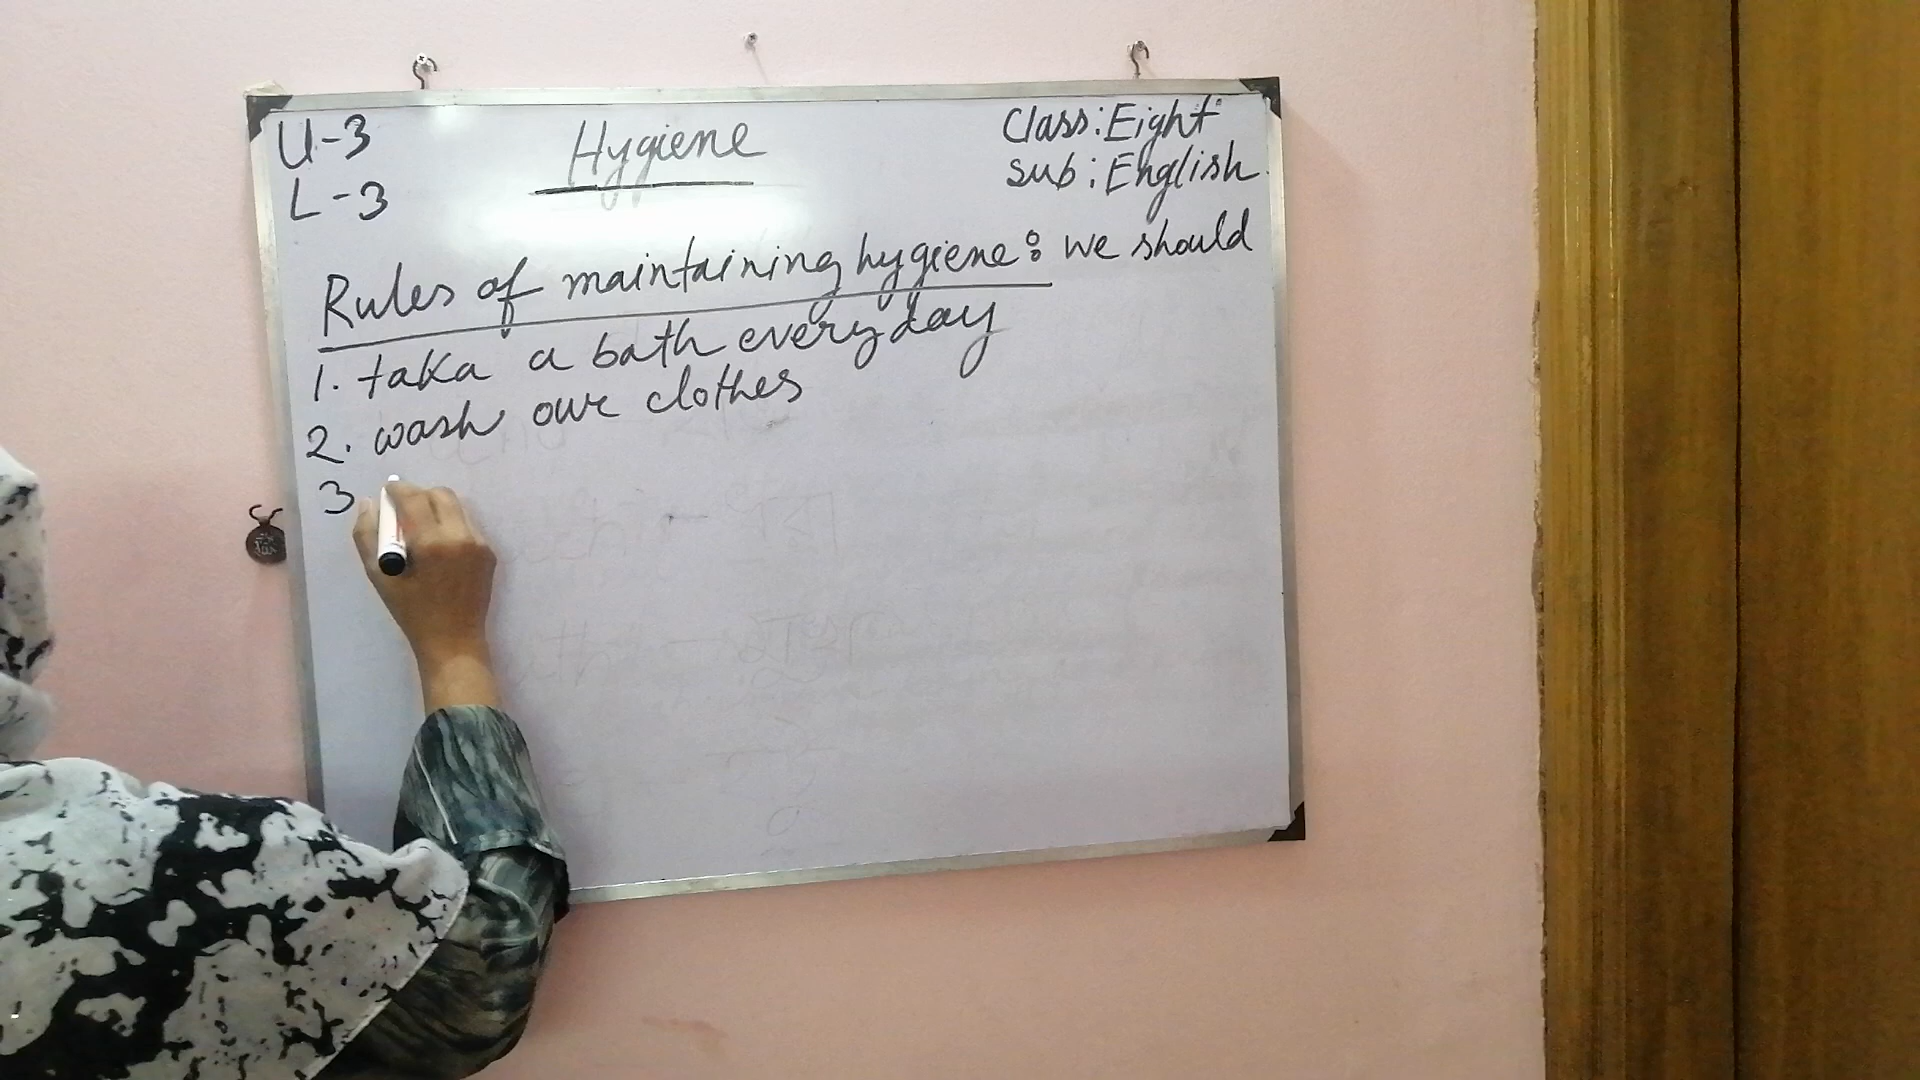 U-3
L-3
Hygiene
Class: Eight
Sub: English
Rules of maintaining hygiene: we should
1. taka a bath everyday
2. wash our clothes
3